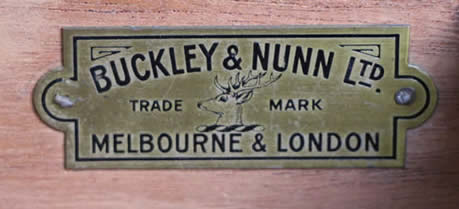 BUCKLEY & NUNN LTD.
TRADE MARK
MELBOURNE & LONDON